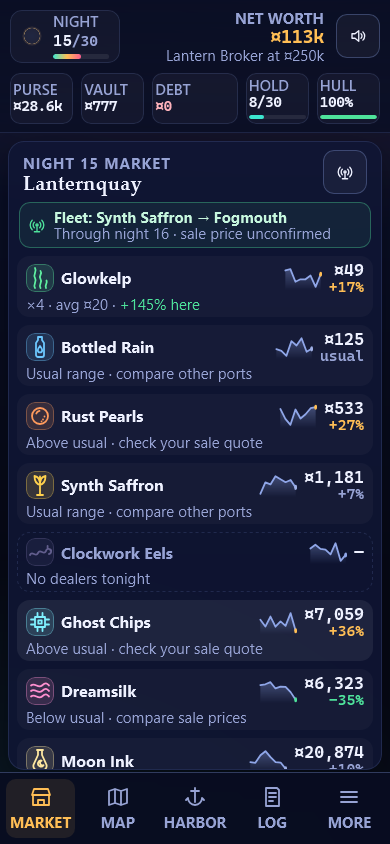 NIGHT
15/30
NET WORTH
¤113k
Lantern Broker at ¤250k
PURSE
¤28.6k
VAULT
¤777
DEBT
¤0
HOLD
8/30
HULL
100%
NIGHT 15 MARKET
Lanternquay
Fleet: Synth Saffron → Fogmouth
Through night 16 · sale price unconfirmed
Glowkelp
¤49
+17%
×4 · avg ¤20 · +145% here
Bottled Rain
¤125
usual
Usual range · compare other ports
Rust Pearls
¤533
+27%
Above usual · check your sale quote
Synth Saffron
¤1,181
+7%
Usual range · compare other ports
Clockwork Eels
—
No dealers tonight
Ghost Chips
¤7,059
+36%
Above usual · check your sale quote
Dreamsilk
¤6,323
−35%
Below usual · compare sale prices
Moon Ink
¤20,874
+10%
MARKET
MAP
HARBOR
LOG
MORE